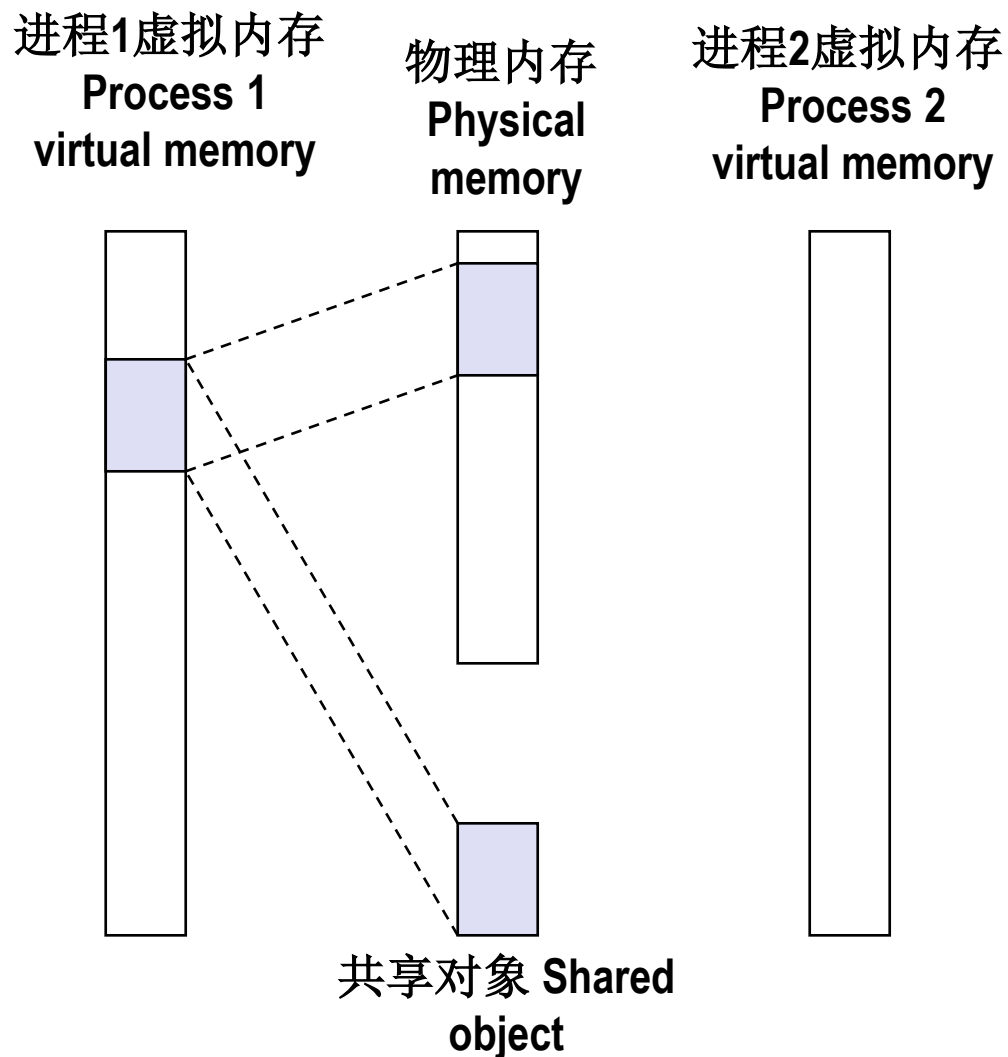 进程1虚拟内存
Process 1
virtual memory
物理内存
Physical
memory
进程2虚拟内存
Process 2
virtual memory
共享对象 Shared
object